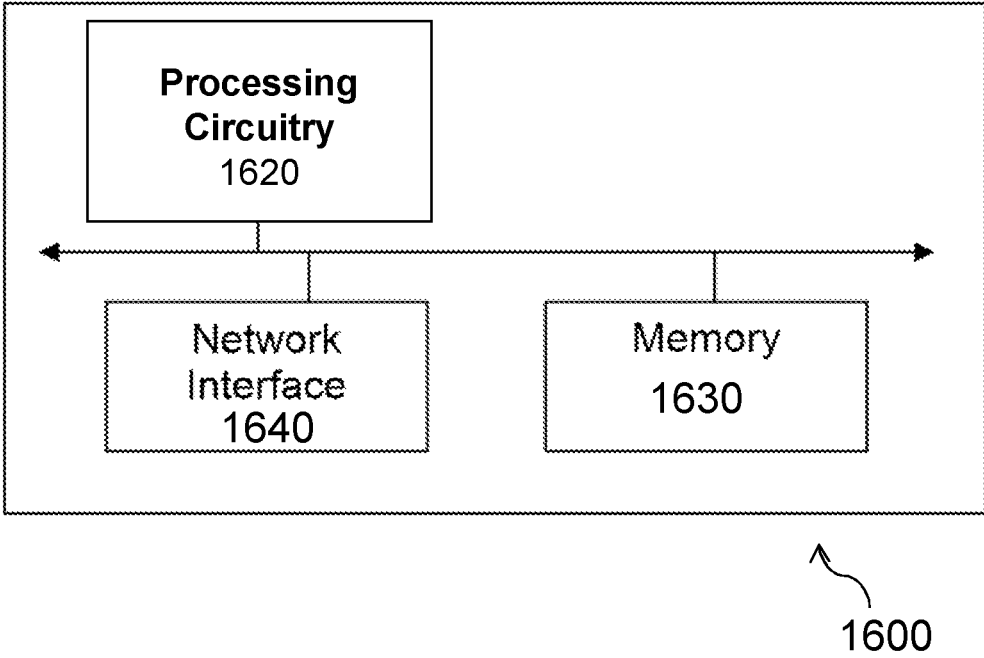 Processing
Circuitry
1620
Network
Interface
1640
Memory
1630
1600